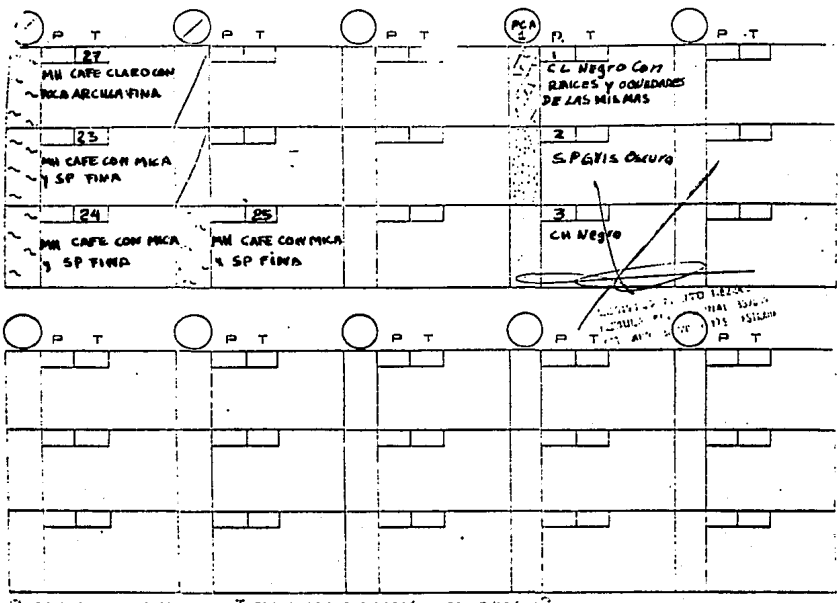 P T
P T
P T
PCA
1
P. T
P T
27
MH CAFE CLARO CON
POCA ARCILLA FINA
1
CL Negro Con
RAICES y OQUEDADES
DE LAS MISMAS
23
MH CAFE CON MICA
Y SP FINA
2
SP GRIS Oscuro
24
MH CAFE CON MICA
y SP FINA
25
MH CAFE CON MICA
y SP FINA
3
CH Negro
P T
P T
P T
P T
P T